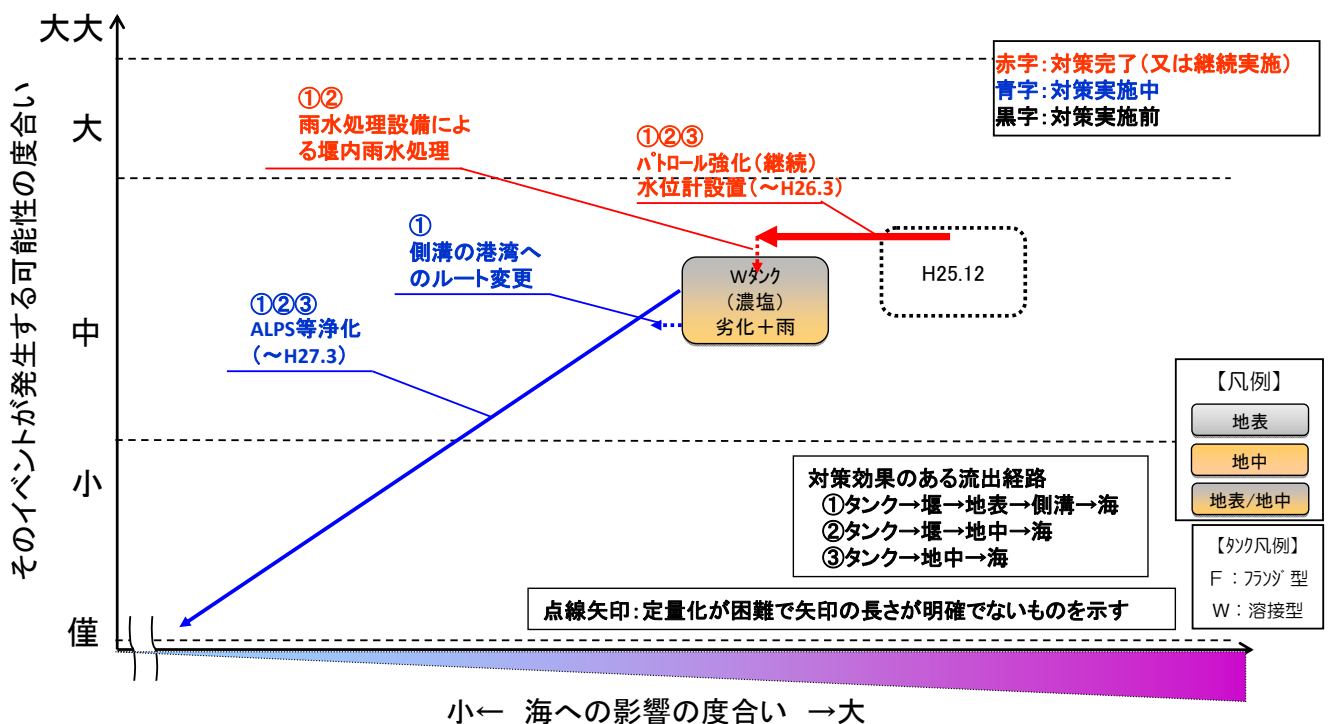 大大
大
中
小
僅
そのイベントが発生する可能性の度合い
赤字：対策完了（又は継続実施）
青字：対策実施中
黒字：対策実施前
①②
雨水処理設備によ
る堰内雨水処理
①②③
ﾊﾟﾄﾛｰﾙ強化（継続）
水位計設置（～H26.3）
①
側溝の港湾へ
のルート変更
①②③
ALPS等浄化
（～H27.3）
H25.12
Wﾀﾝｸ
（濃塩）
劣化＋雨
【凡例】
地表
地中
地表/地中
対策効果のある流出経路
①タンク→堰→地表→側溝→海
②タンク→堰→地中→海
③タンク→地中→海
【ﾀﾝｸ凡例】
F ：ﾌﾗﾝｼﾞ型
W：溶接型
点線矢印：定量化が困難で矢印の長さが明確でないものを示す
小← 海への影響の度合い →大